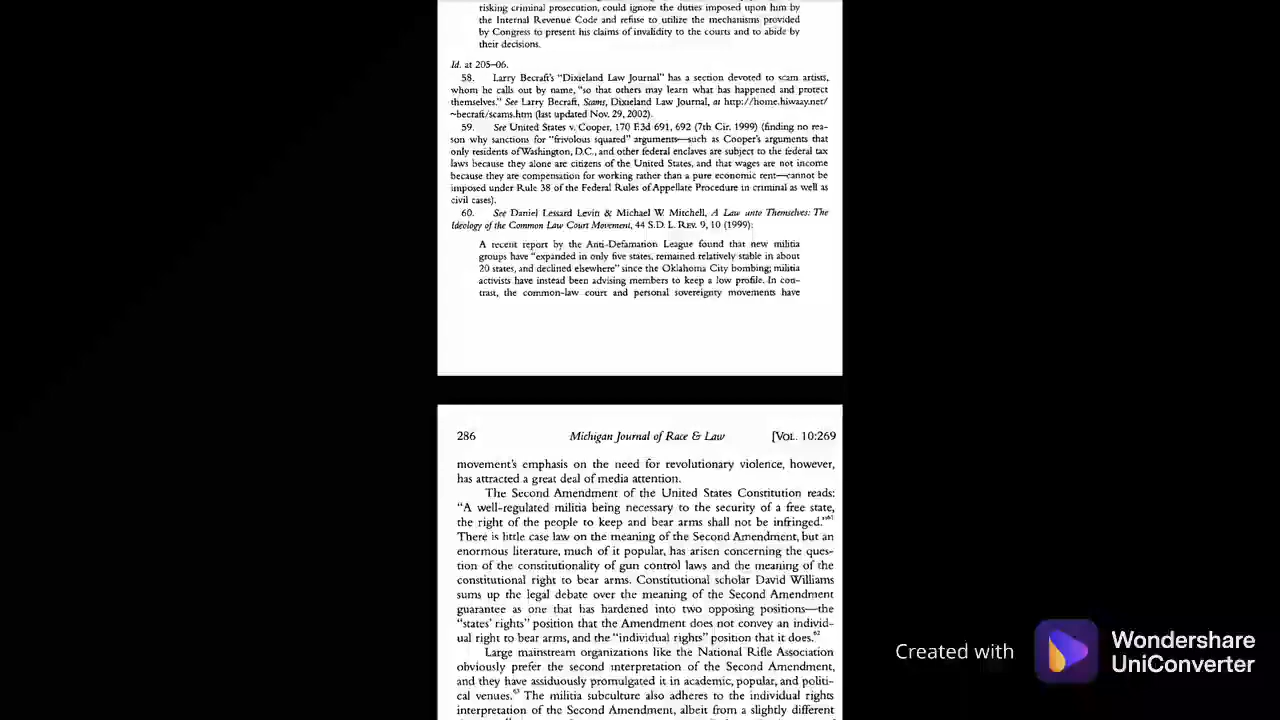 risking criminal prosecution, could ignore the duties imposed upon him by
the Internal Revenue Code and refuse to utilize the mechanisms provided
by Congress to present his claims of invalidity to the courts and to abide by
their decisions.
Id. at 205–06.
58. Larry Becraft's "Dixieland Law Journal" has a section devoted to scam artists,
whom he calls out by name, "so that others may learn what has happened and protect
themselves." See Larry Becraft, Scams, Dixieland Law Journal, at http://home.hiwaay.net/
~becraft/scams.htm (last updated Nov. 29, 2002).
59. See United States v. Cooper, 170 F.3d 691, 692 (7th Cir. 1999) (finding no rea-
son why sanctions for "frivolous squared" arguments—such as Cooper's arguments that
only residents of Washington, D.C., and other federal enclaves are subject to the federal tax
laws because they alone are citizens of the United States, and that wages are not income
because they are compensation for working rather than a pure economic rent—cannot be
imposed under Rule 38 of the Federal Rules of Appellate Procedure in criminal as well as
civil cases).
60. See Daniel Lessard Levin & Michael W. Mitchell, A Law unto Themselves: The
Ideology of the Common Law Court Movement, 44 S.D. L. REV. 9, 10 (1999):
A recent report by the Anti-Defamation League found that new militia
groups have "expanded in only five states, remained relatively stable in about
20 states, and declined elsewhere" since the Oklahoma City bombing; militia
activists have instead been advising members to keep a low profile. In con-
trast, the common-law court and personal sovereignty movements have
286 Michigan Journal of Race & Law [VOL. 10:269
movement's emphasis on the need for revolutionary violence, however,
has attracted a great deal of media attention.
The Second Amendment of the United States Constitution reads:
"A well-regulated militia being necessary to the security of a free state,
the right of the people to keep and bear arms shall not be infringed."61
There is little case law on the meaning of the Second Amendment, but an
enormous literature, much of it popular, has arisen concerning the ques-
tion of the constitutionality of gun control laws and the meaning of the
constitutional right to bear arms. Constitutional scholar David Williams
sums up the legal debate over the meaning of the Second Amendment
guarantee as one that has hardened into two opposing positions—the
"states' rights" position that the Amendment does not convey an individ-
ual right to bear arms, and the "individual rights" position that it does.62
Large mainstream organizations like the National Rifle Association
obviously prefer the second interpretation of the Second Amendment,
and they have assiduously promulgated it in academic, popular, and politi-
cal venues.63 The militia subculture also adheres to the individual rights
interpretation of the Second Amendment, albeit from a slightly different
Created with
Wondershare
UniConverter